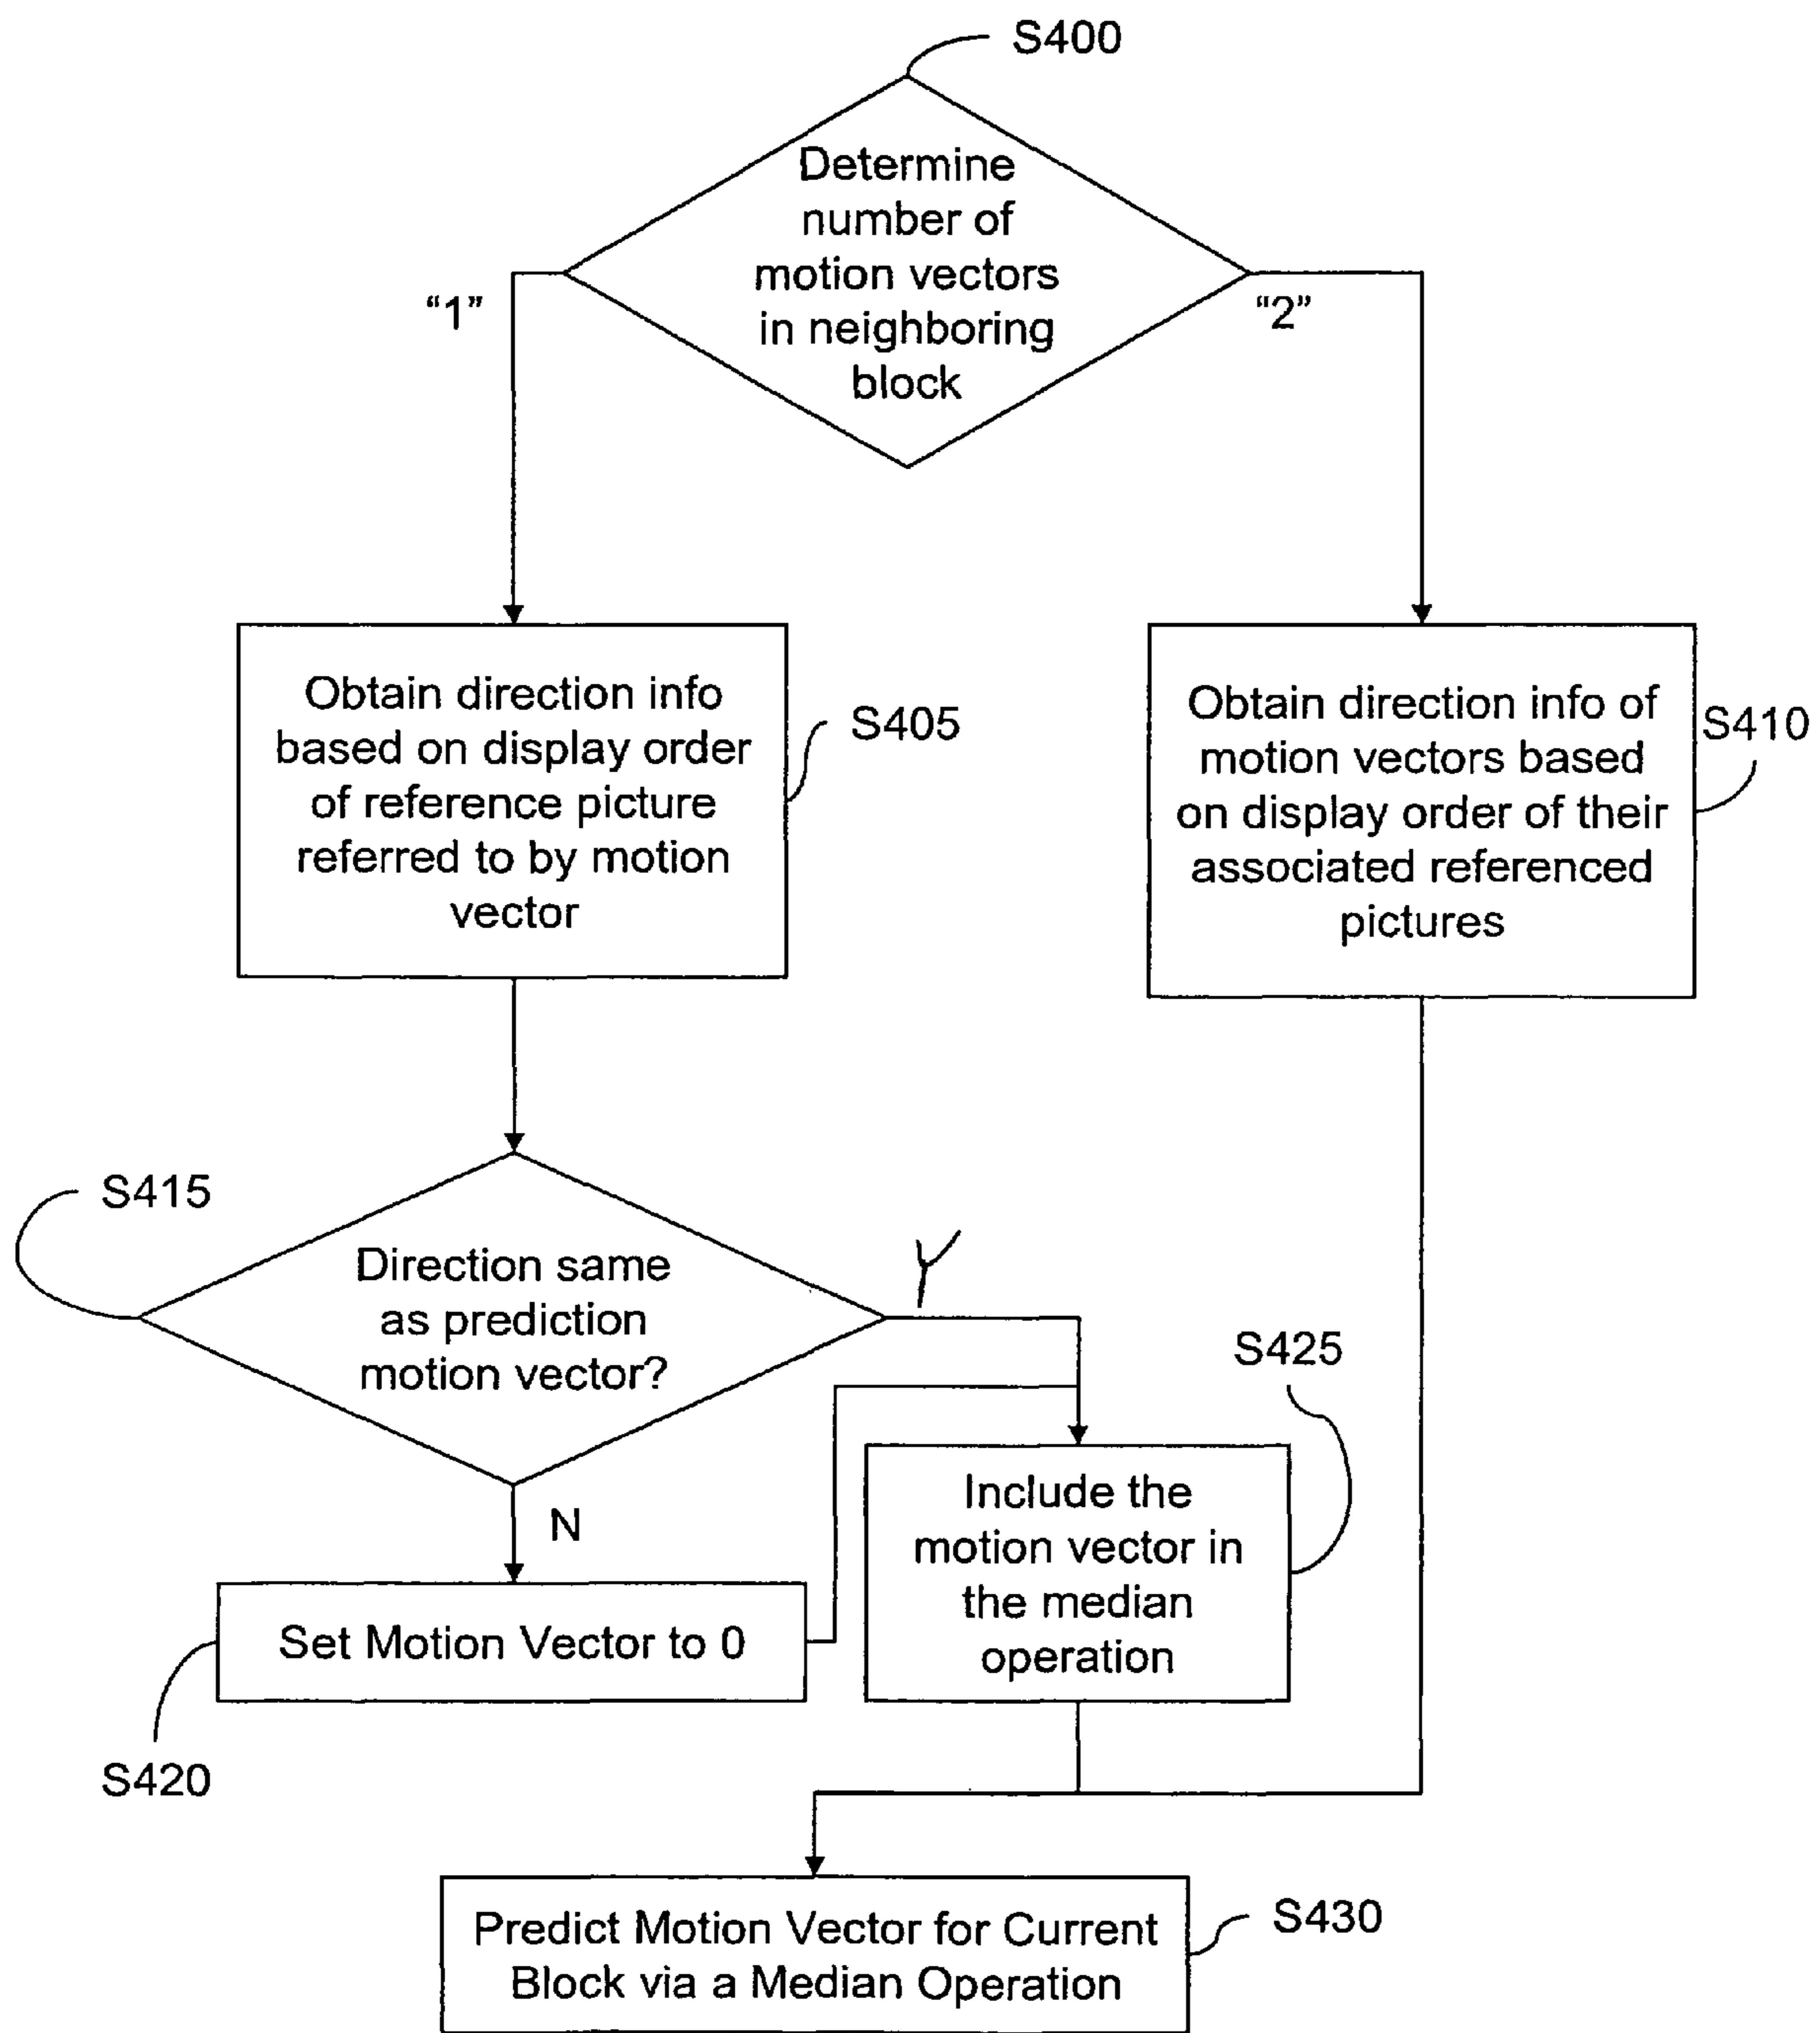 S400
Determine
number of
motion vectors
in neighboring
block
“1”
“2”
Obtain direction info
based on display order
of reference picture
referred to by motion
vector
S405
Obtain direction info of
motion vectors based
on display order of their
associated referenced
pictures
S410
S415
Direction same
as prediction
motion vector?
Y
N
S425
Include the
motion vector in
the median
operation
Set Motion Vector to 0
S420
Predict Motion Vector for Current
Block via a Median Operation
S430